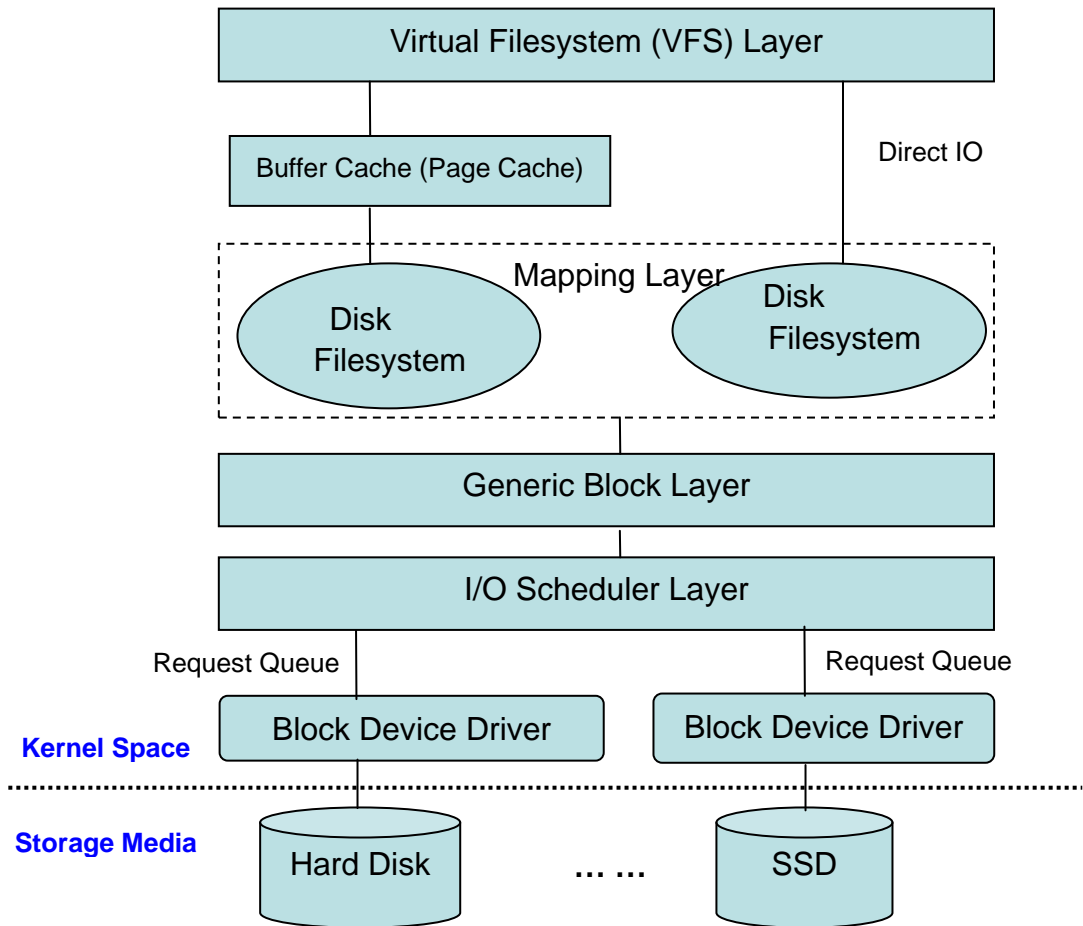 Virtual Filesystem (VFS) Layer
Buffer Cache (Page Cache)
Direct IO
Mapping Layer
Disk
Filesystem
Disk
Filesystem
Generic Block Layer
I/O Scheduler Layer
Request Queue
Request Queue
Block Device Driver
Block Device Driver
Kernel Space
Storage Media
Hard Disk
... ...
SSD